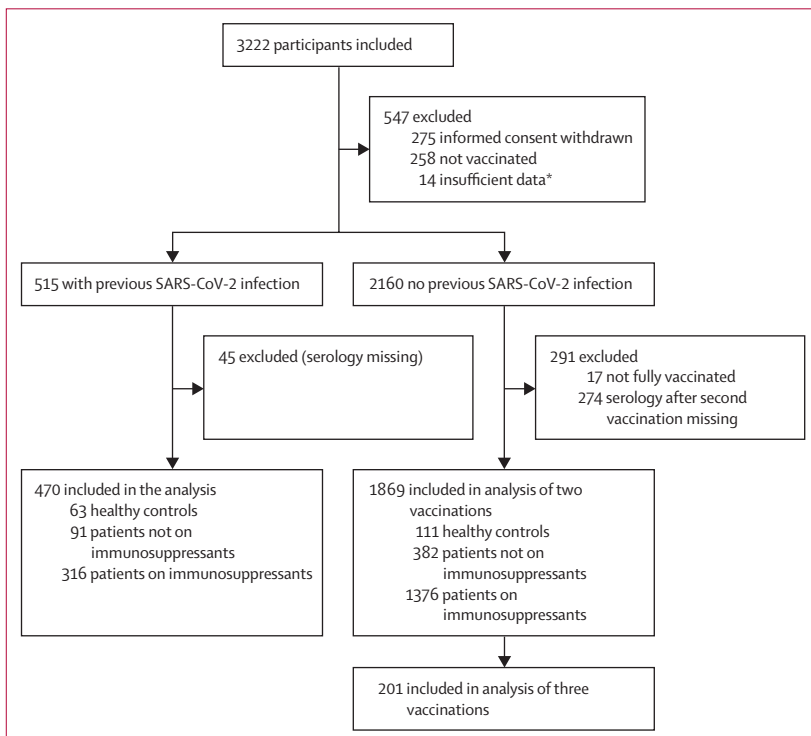 3222 participants included
547 excluded
275 informed consent withdrawn
258 not vaccinated
14 insufficient data*
515 with previous SARS-CoV-2 infection
2160 no previous SARS-CoV-2 infection
45 excluded (serology missing)
291 excluded
17 not fully vaccinated
274 serology after second
vaccination missing
470 included in the analysis
63 healthy controls
91 patients not on
immunosuppressants
316 patients on immunosuppressants
1869 included in analysis of two
vaccinations
111 healthy controls
382 patients not on
immunosuppressants
1376 patients on
immunosuppressants
201 included in analysis of three
vaccinations